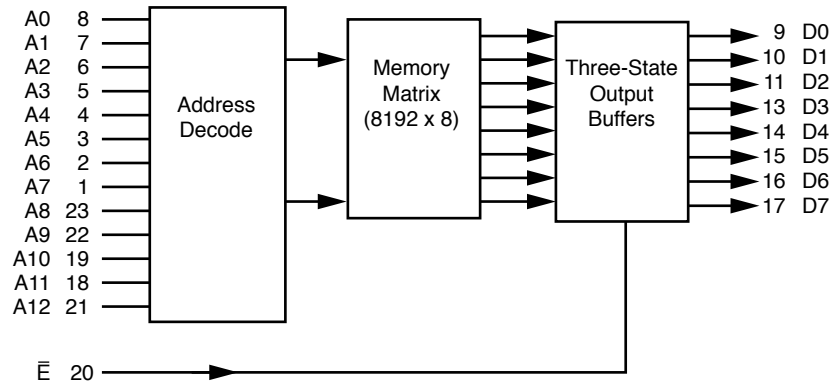 A0 8
A1 7
A2 6
A3 5
A4 4
A5 3
A6 2
A7 1
A8 23
A9 22
A10 19
A11 18
A12 21
Address
Decode
Memory
Matrix
(8192 x 8)
Three-State
Output
Buffers
9 D0
10 D1
11 D2
13 D3
14 D4
15 D5
16 D6
17 D7
E̅ 20